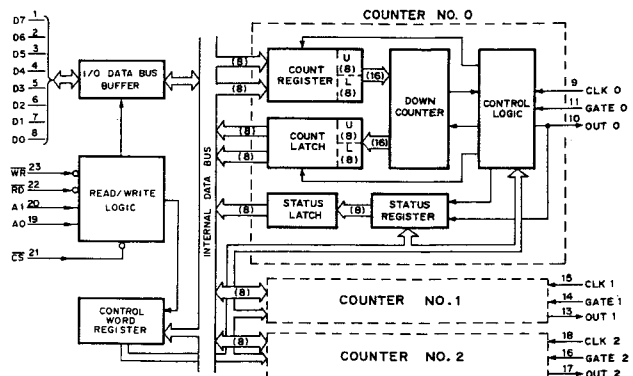 COUNTER NO. 0
D7 1
D6 2
D5 3
D4 4
D3 5
D2 6
D1 7
D0 8
I/O DATA BUS
BUFFER
WR 23
RD 22
A1 20
A0 19
CS 21
READ/WRITE
LOGIC
CONTROL
WORD
REGISTER
INTERNAL DATA BUS
(8)
(8)
COUNT
REGISTER
U
(8)
L
(8)
(16)
(8)
(8)
COUNT
LATCH
U
(8)
L
(8)
(16)
DOWN
COUNTER
CONTROL
LOGIC
9 CLK 0
11 GATE 0
10 OUT 0
(8)
STATUS
LATCH
(8)
STATUS
REGISTER
(8)
COUNTER NO.1
15 CLK 1
14 GATE 1
13 OUT 1
(8)
COUNTER NO.2
18 CLK 2
16 GATE 2
17 OUT 2